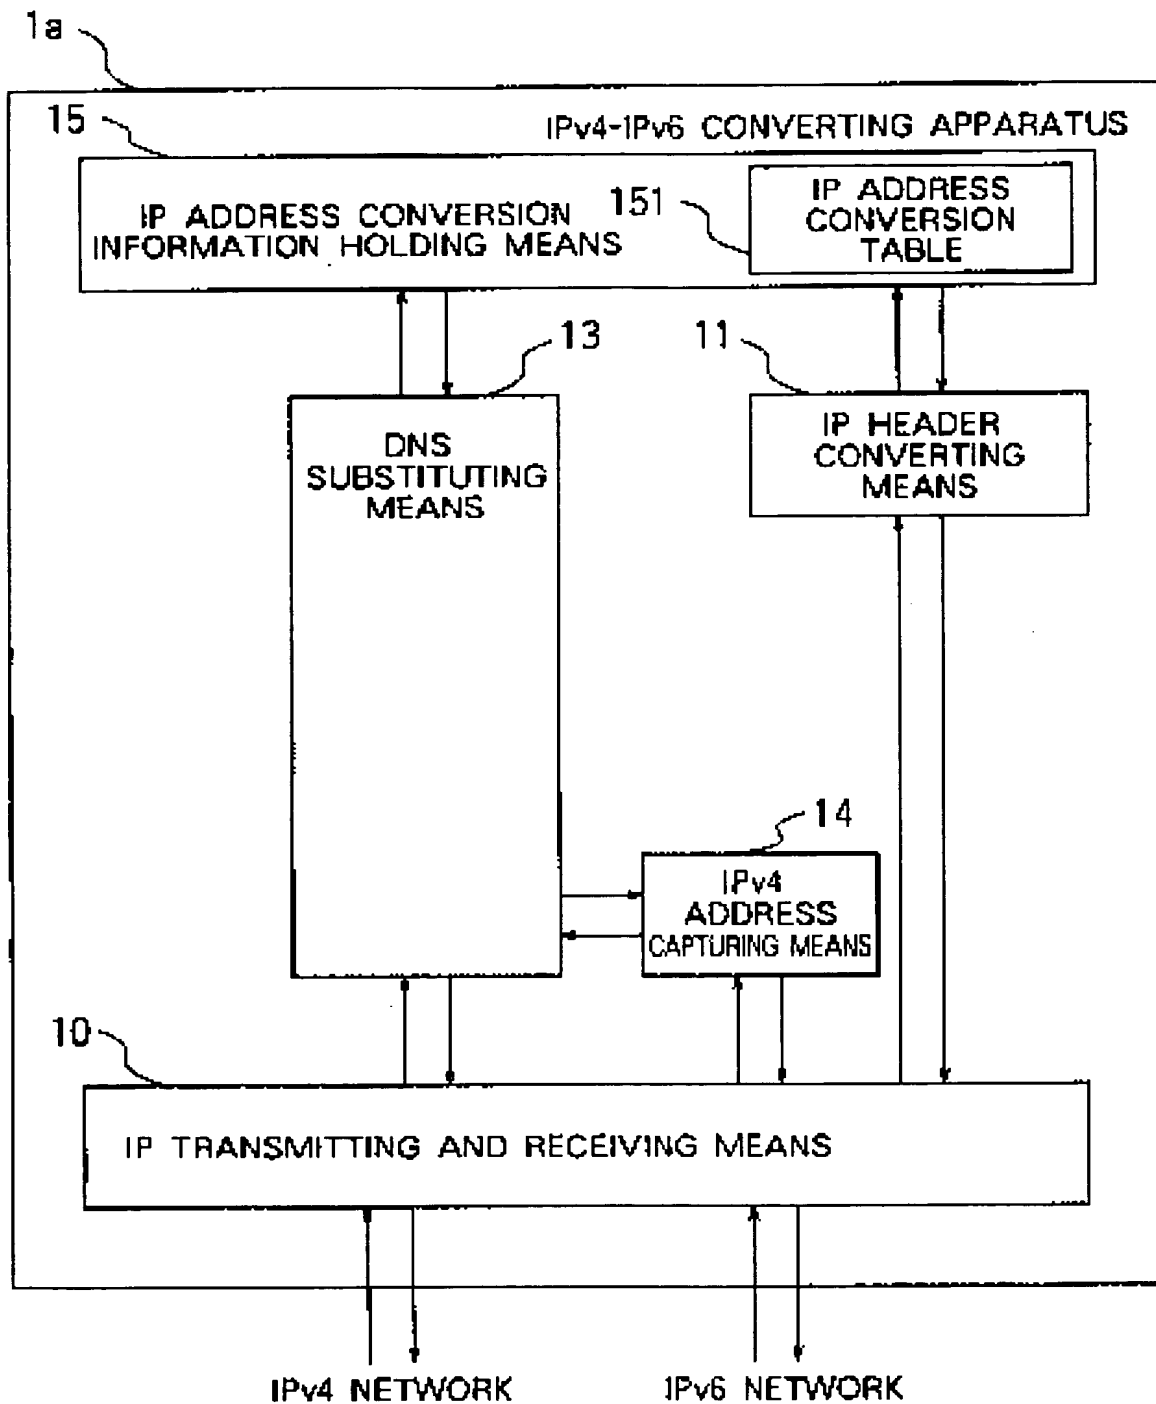 1a
IPv4-IPv6 CONVERTING APPARATUS
15
IP ADDRESS CONVERSION
INFORMATION HOLDING MEANS
151
IP ADDRESS
CONVERSION
TABLE
13
11
DNS
SUBSTITUTING
MEANS
IP HEADER
CONVERTING
MEANS
14
IPv4
ADDRESS
CAPTURING MEANS
10
IP TRANSMITTING AND RECEIVING MEANS
IPv4 NETWORK
IPv6 NETWORK